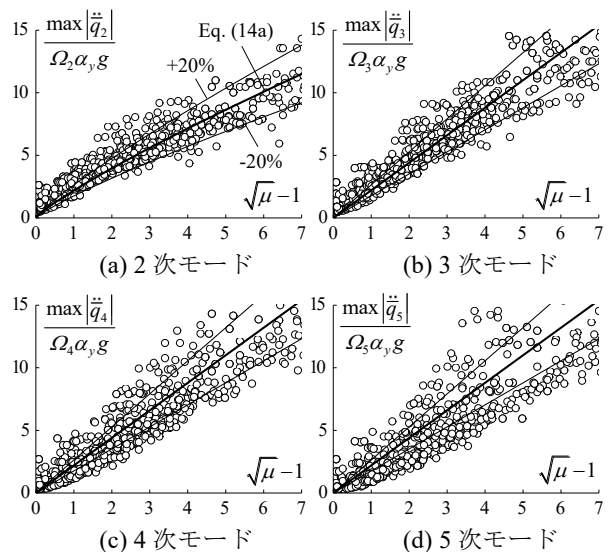 max|q̈̄₂| / Ω₂α_y g
15
10
5
0
+20%
Eq. (14a)
-20%
√μ −1
0 1 2 3 4 5 6 7
(a) 2 次モード
max|q̈̄₃| / Ω₃α_y g
15
10
5
0
√μ −1
0 1 2 3 4 5 6 7
(b) 3 次モード
max|q̈̄₄| / Ω₄α_y g
15
10
5
0
√μ −1
0 1 2 3 4 5 6 7
(c) 4 次モード
max|q̈̄₅| / Ω₅α_y g
15
10
5
0
√μ −1
0 1 2 3 4 5 6 7
(d) 5 次モード